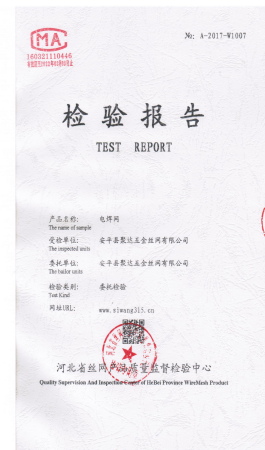 MA
160321110446
№: A-2017-W1007
检验报告
TEST REPORT
产品名称: 电焊网
The name of sample
受检单位: 安平县聚达五金丝网有限公司
The inspected units
委托单位: 安平县聚达五金丝网有限公司
The bailor units
检验类别: 委托检验
Test Kind
网址URL: www.siwang315.cn
河北省丝网产品质量监督检验中心
Quality Supervision And Inspection Center of HeBei Province WireMesh Product